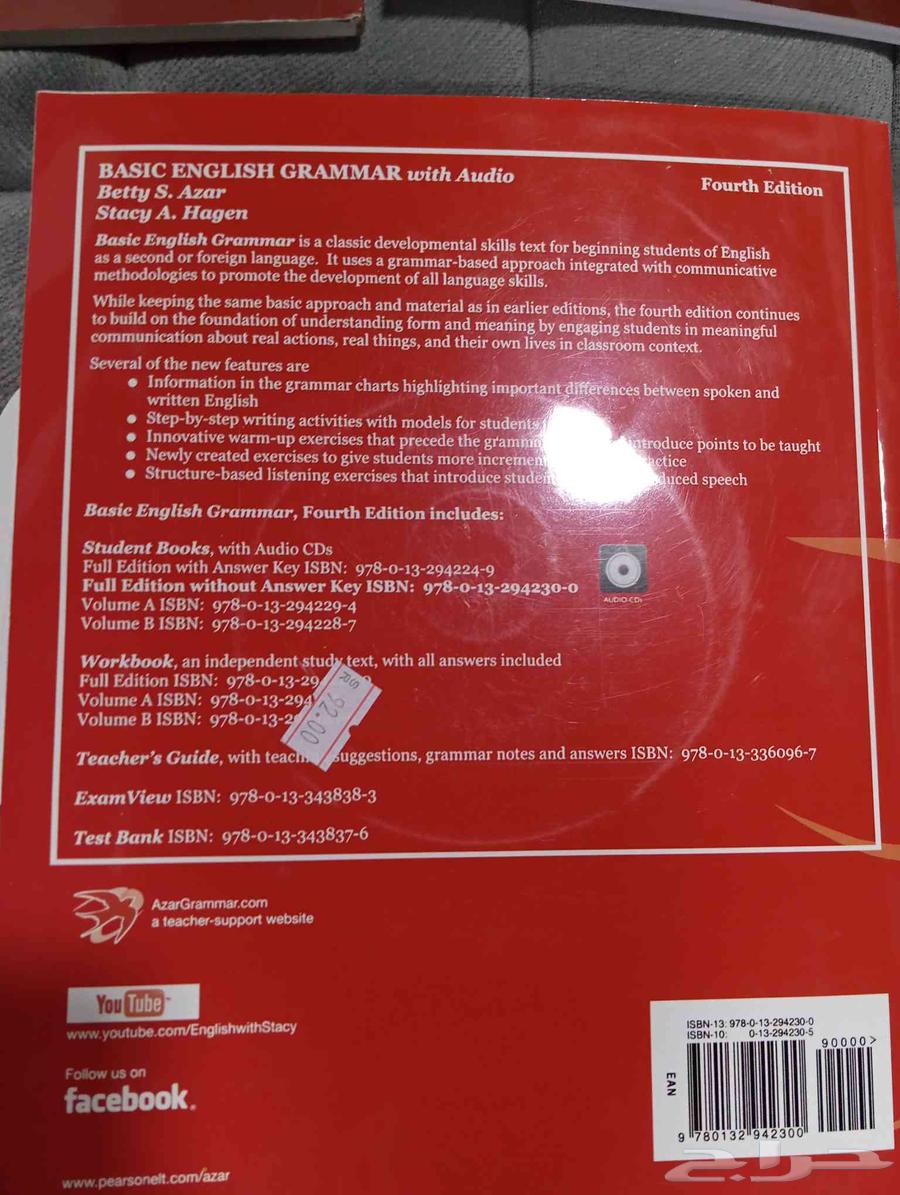 BASIC ENGLISH GRAMMAR with Audio
Betty S. Azar
Stacy A. Hagen
Fourth Edition
Basic English Grammar is a classic developmental skills text for beginning students of English
as a second or foreign language. It uses a grammar-based approach integrated with communicative
methodologies to promote the development of all language skills.
While keeping the same basic approach and material as in earlier editions, the fourth edition continues
to build on the foundation of understanding form and meaning by engaging students in meaningful
communication about real actions, real things, and their own lives in classroom context.
Several of the new features are
● Information in the grammar charts highlighting important differences between spoken and
written English
● Step-by-step writing activities with models for students
● Innovative warm-up exercises that precede the introduce points to be taught
● Newly created exercises to give students more
● Structure-based listening exercises that introduce speech
Basic English Grammar, Fourth Edition includes:
Student Books, with Audio CDs
Full Edition with Answer Key ISBN: 978-0-13-294224-9
Full Edition without Answer Key ISBN: 978-0-13-294230-0
Volume A ISBN: 978-0-13-294229-4
Volume B ISBN: 978-0-13-294228-7
AUDIO CDs
Workbook, an independent study text, with all answers included
Full Edition ISBN: 978-0-13-29
Volume A ISBN: 978-0-13-294
Volume B ISBN: 978-0-13-2
SR
92.00
Teacher's Guide, with suggestions, grammar notes and answers ISBN: 978-0-13-336096-7
ExamView ISBN: 978-0-13-343838-3
Test Bank ISBN: 978-0-13-343837-6
AzarGrammar.com
a teacher-support website
YouTube™
www.youtube.com/EnglishwithStacy
Follow us on
facebook.
www.pearsonelt.com/azar
ISBN-13: 978-0-13-294230-0
ISBN-10: 0-13-294230-5
90000>
EAN
9 780132 942300
حراج